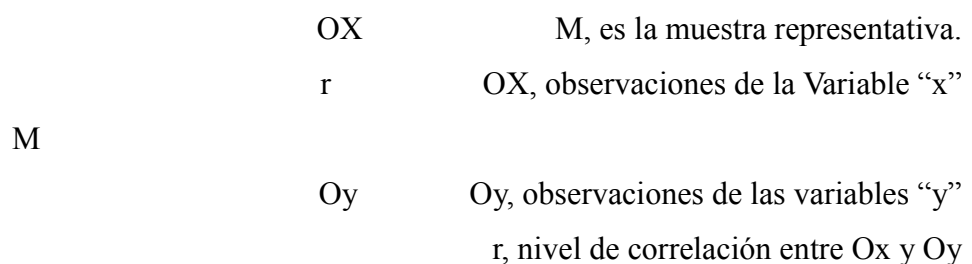 OX M, es la muestra representativa.
r OX, observaciones de la Variable “x”
M
Oy Oy, observaciones de las variables “y”
r, nivel de correlación entre Ox y Oy